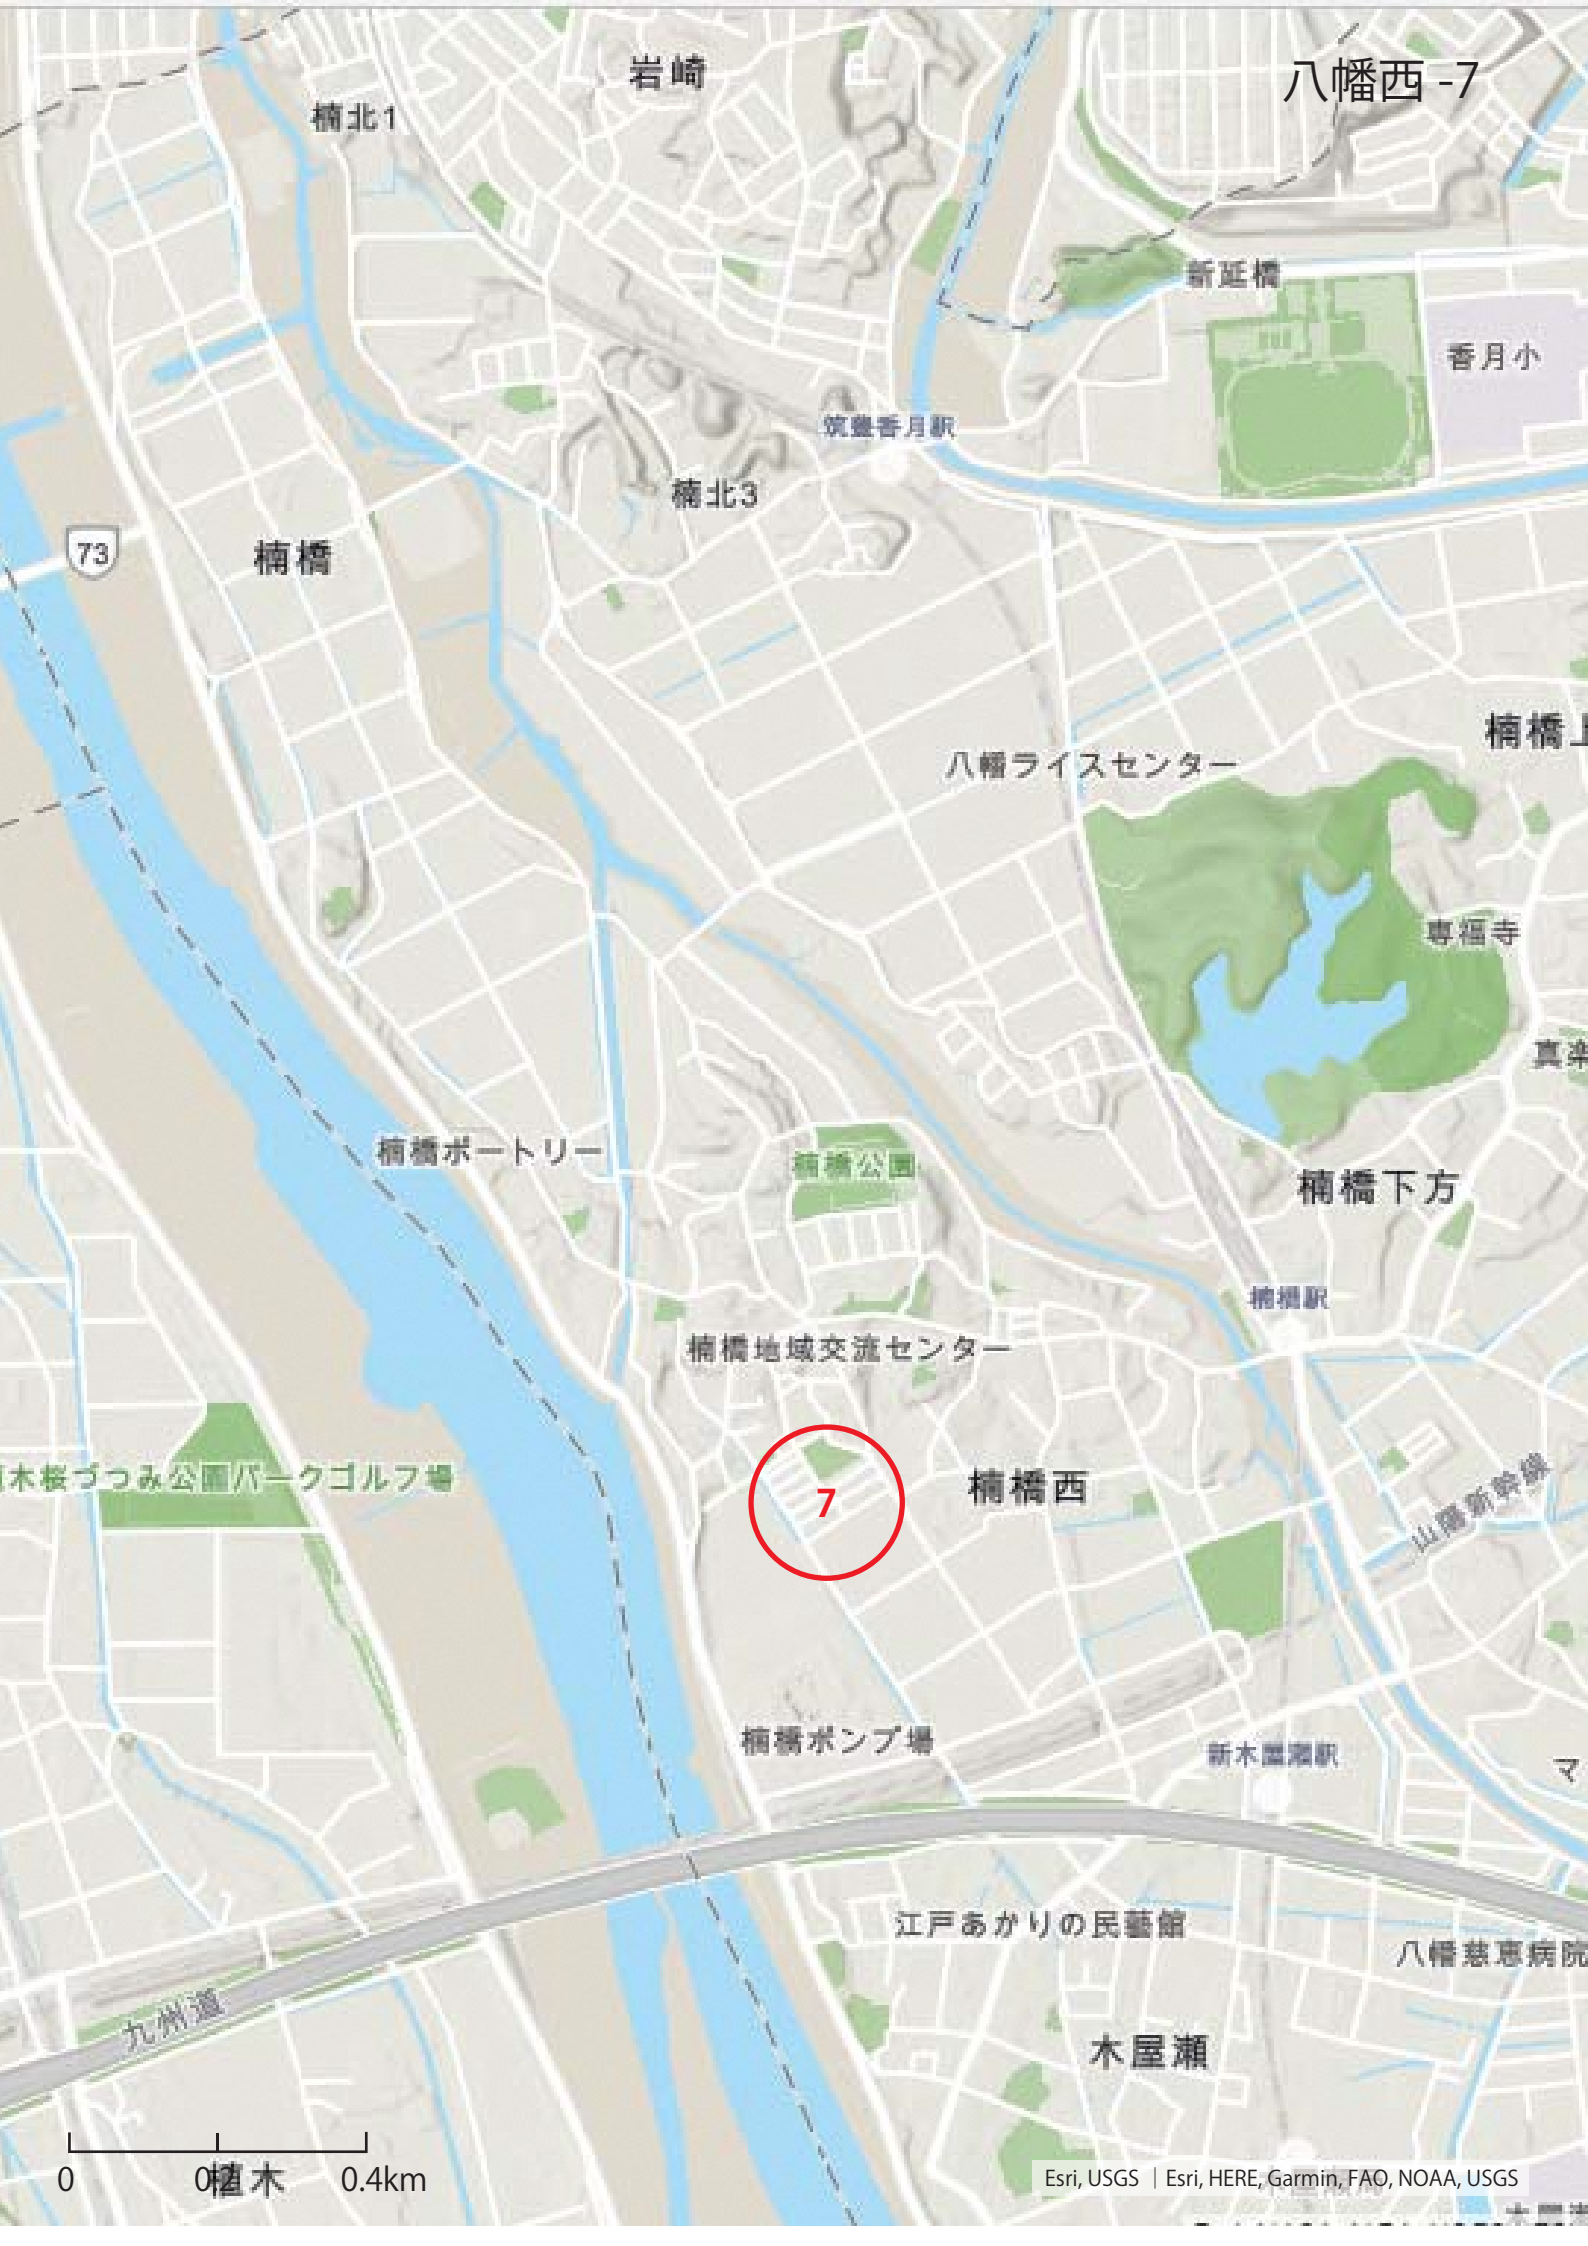 岩崎
八幡西 -7
楠北1
新延橋
香月小
筑豊香月駅
楠北3
73
楠橋
楠橋上
八幡ライスセンター
専福寺
真楽
楠橋ポートリー
楠橋公園
楠橋下方
楠橋駅
楠橋地域交流センター
木桜づつみ公園パークゴルフ場
楠橋西
7
山陽新幹線
楠橋ポンプ場
新木屋瀬駅
マ
江戸あかりの民藝館
八幡慈恵病院
九州道
木屋瀬
0
0.2
0.4km
植木
Esri, USGS | Esri, HERE, Garmin, FAO, NOAA, USGS